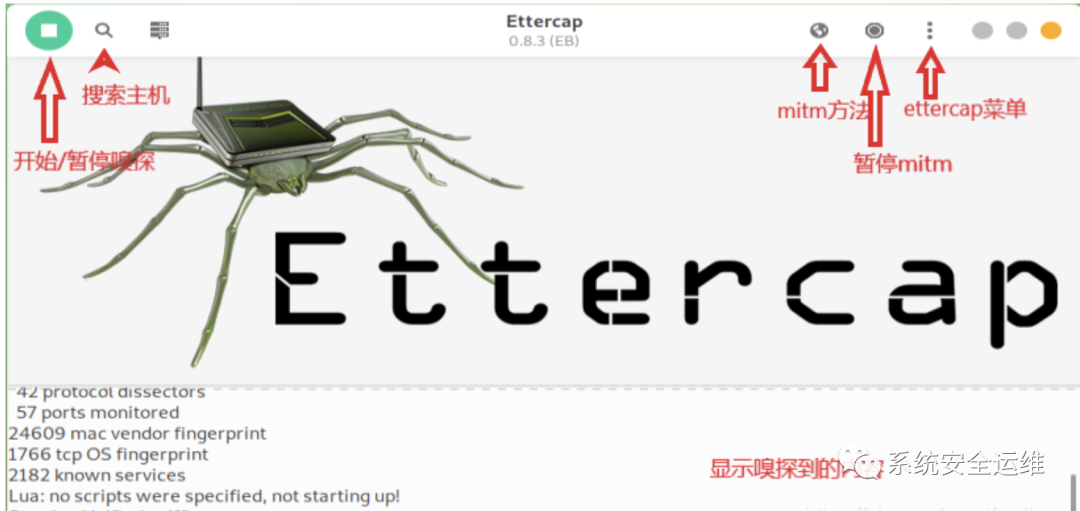 Ettercap
0.8.3 (EB)
搜索主机
mitm方法
ettercap菜单
开始/暂停嗅探
暂停mitm
Ettercap
42 protocol dissectors
57 ports monitored
24609 mac vendor fingerprint
1766 tcp OS fingerprint
2182 known services
显示嗅探到的
系统安全运维
Lua: no scripts were specified, not starting up!